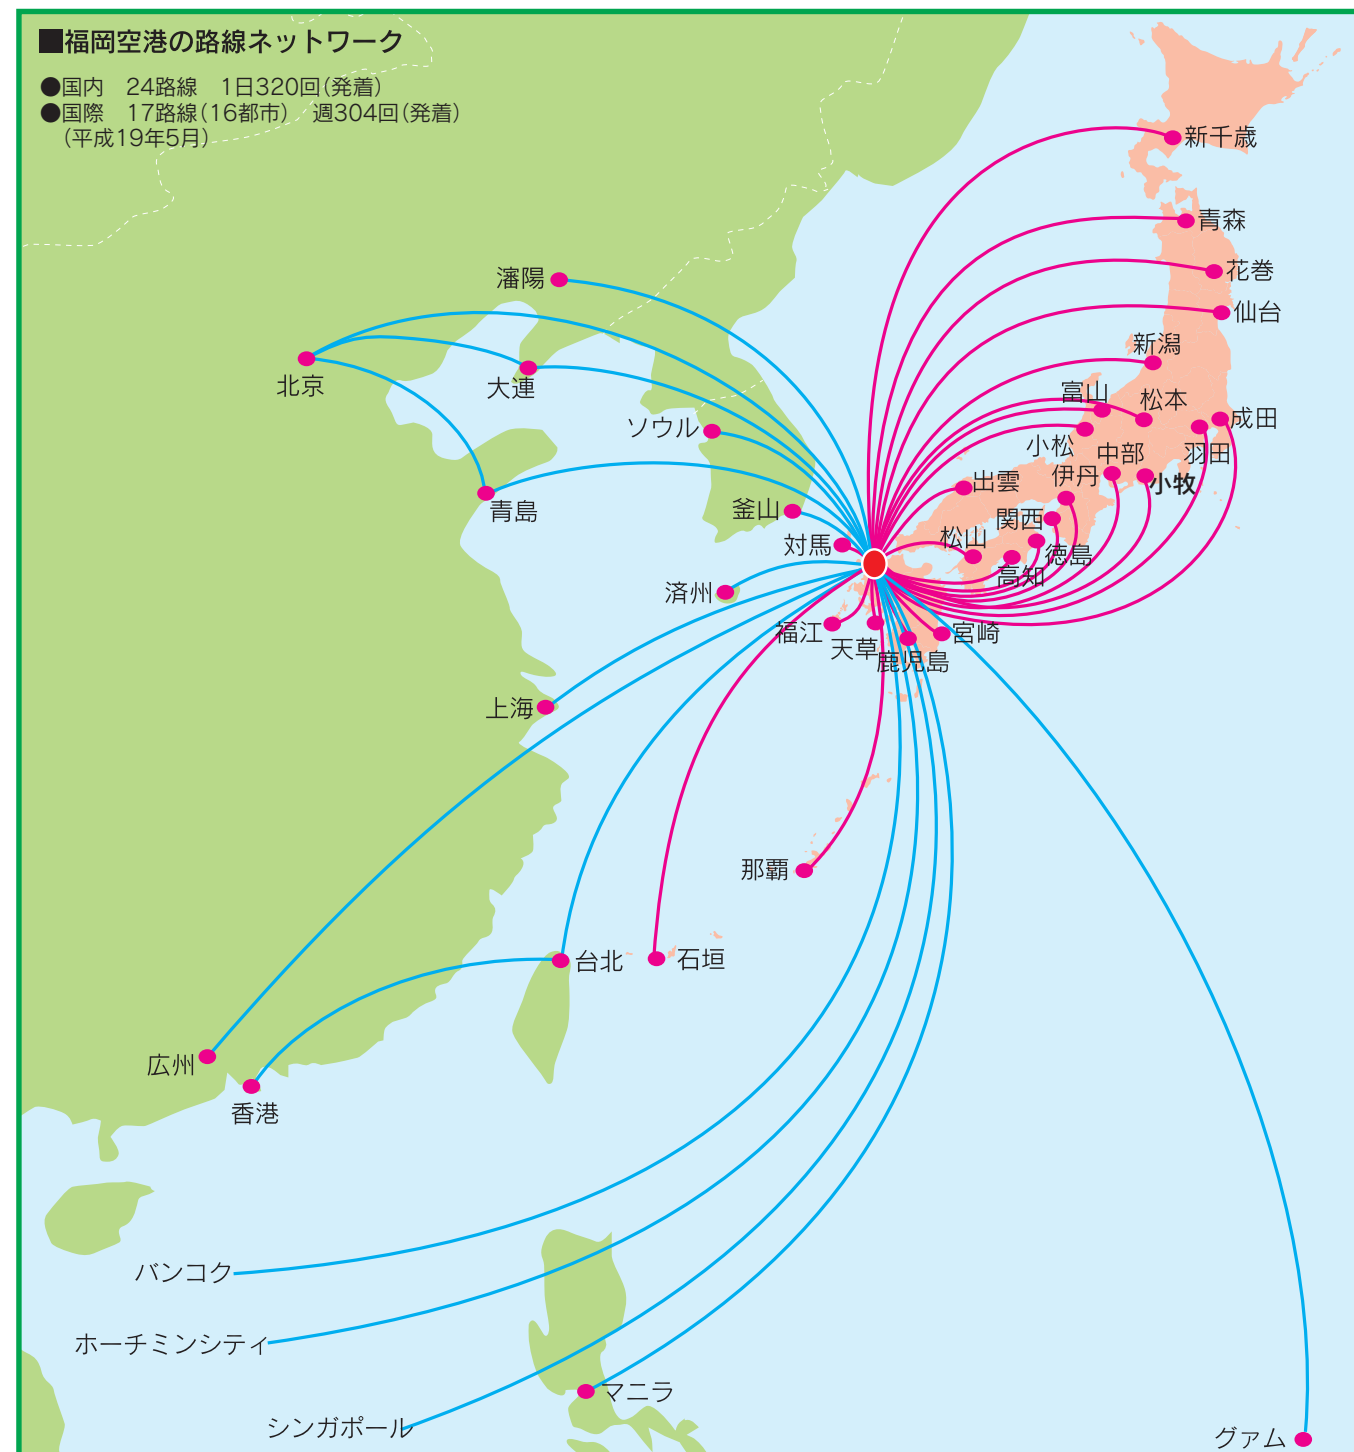 ■福岡空港の路線ネットワーク
●国内　24路線　1日320回(発着)
●国際　17路線(16都市)　週304回(発着)
(平成19年5月)
新千歳
青森
花巻
仙台
瀋陽
新潟
北京
大連
富山
松本
成田
ソウル
小松
中部
羽田
伊丹
小牧
出雲
青島
釜山
関西
対馬
松山
徳島
高知
済州
福江
天草
鹿児島
宮崎
上海
那覇
台北
石垣
広州
香港
バンコク
ホーチミンシティ
マニラ
シンガポール
グァム